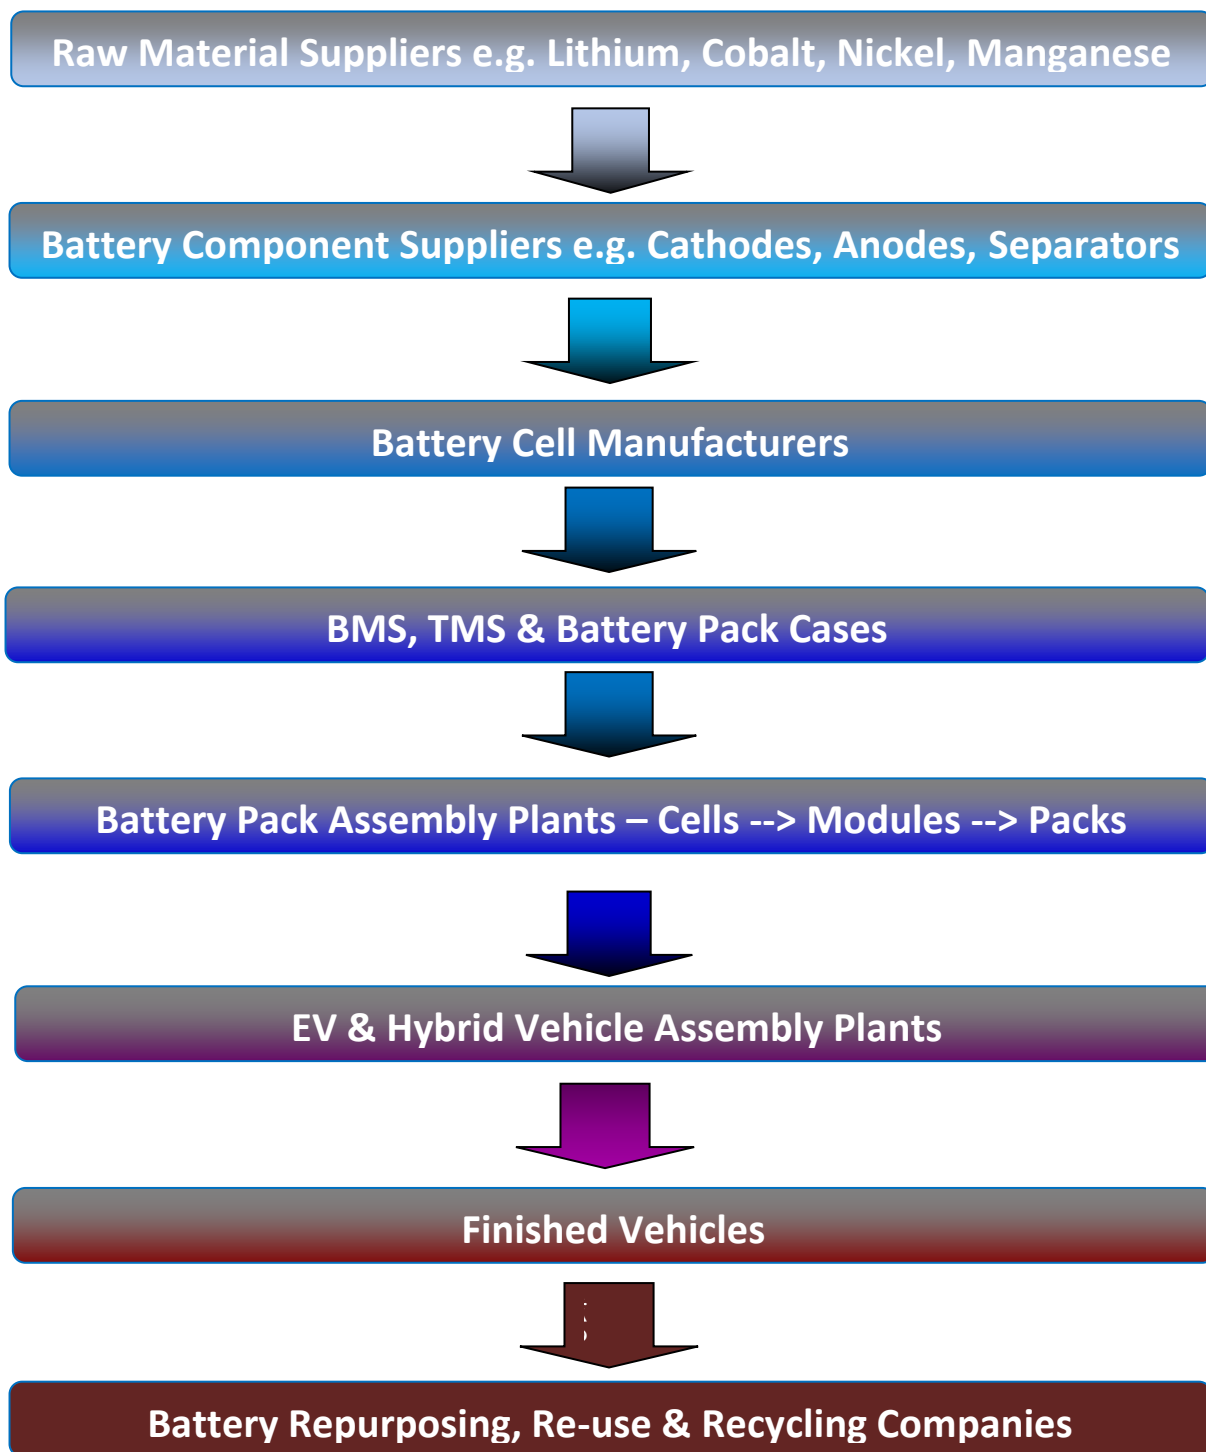 Raw Material Suppliers e.g. Lithium, Cobalt, Nickel, Manganese
Battery Component Suppliers e.g. Cathodes, Anodes, Separators
Battery Cell Manufacturers
BMS, TMS & Battery Pack Cases
Battery Pack Assembly Plants – Cells --> Modules --> Packs
EV & Hybrid Vehicle Assembly Plants
Finished Vehicles
Battery Repurposing, Re-use & Recycling Companies